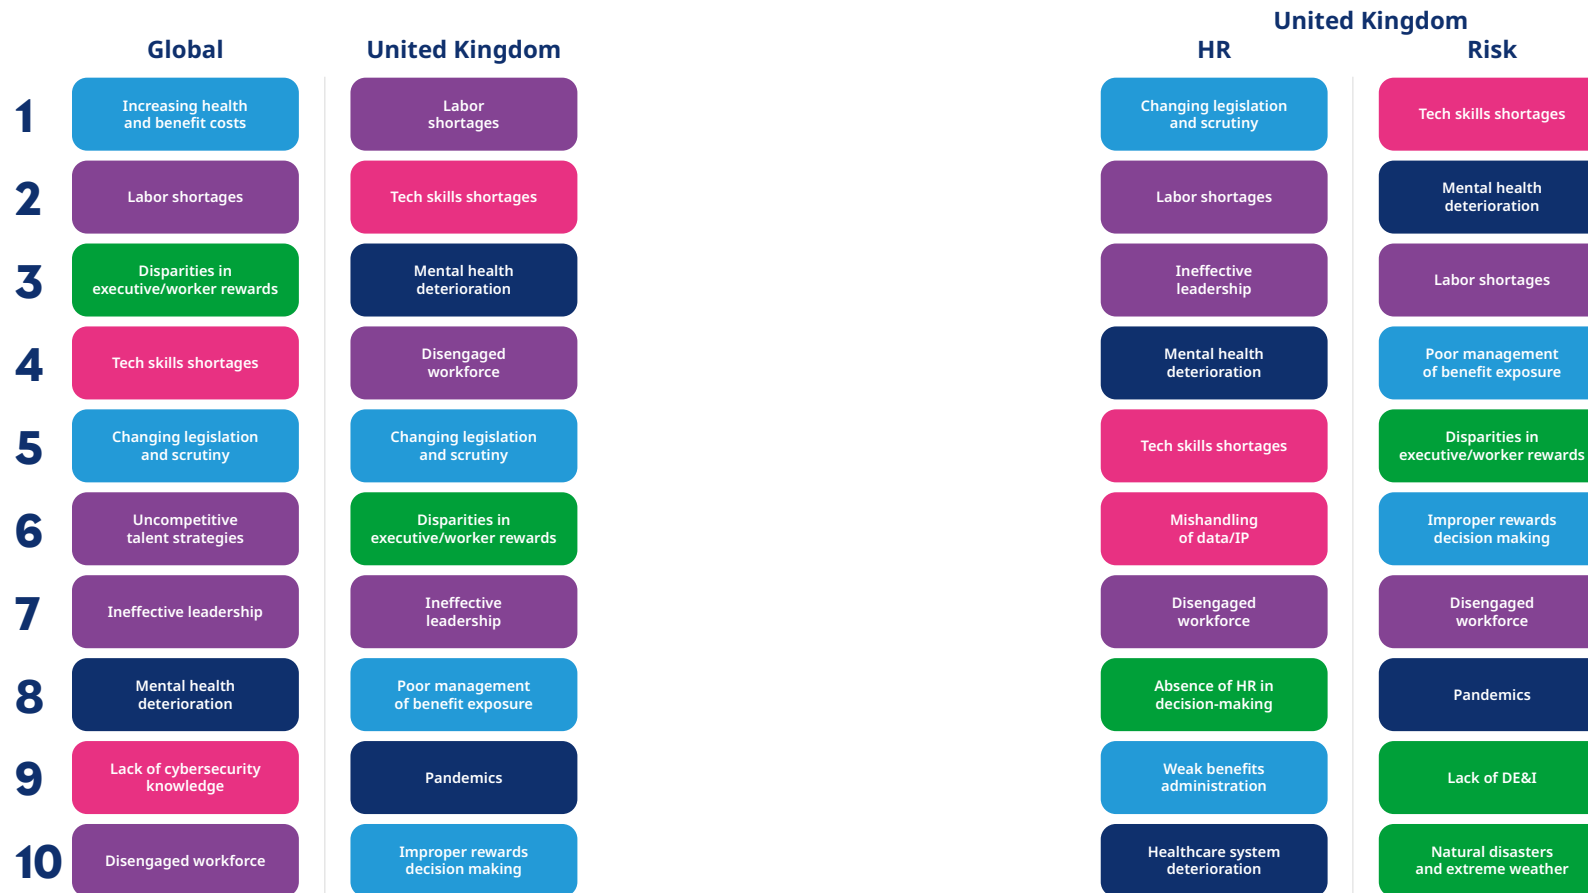 United Kingdom
Global
United Kingdom
HR
Risk
1
Increasing health
and benefit costs
Labor
shortages
Changing legislation
and scrutiny
Tech skills shortages
2
Labor shortages
Tech skills shortages
Labor shortages
Mental health
deterioration
3
Disparities in
executive/worker rewards
Mental health
deterioration
Ineffective
leadership
Labor shortages
4
Tech skills shortages
Disengaged
workforce
Mental health
deterioration
Poor management
of benefit exposure
5
Changing legislation
and scrutiny
Changing legislation
and scrutiny
Tech skills shortages
Disparities in
executive/worker rewards
6
Uncompetitive
talent strategies
Disparities in
executive/worker rewards
Mishandling
of data/IP
Improper rewards
decision making
7
Ineffective leadership
Ineffective
leadership
Disengaged
workforce
Disengaged
workforce
8
Mental health
deterioration
Poor management
of benefit exposure
Absence of HR in
decision-making
Pandemics
9
Lack of cybersecurity
knowledge
Pandemics
Weak benefits
administration
Lack of DE&I
10
Disengaged workforce
Improper rewards
decision making
Healthcare system
deterioration
Natural disasters
and extreme weather